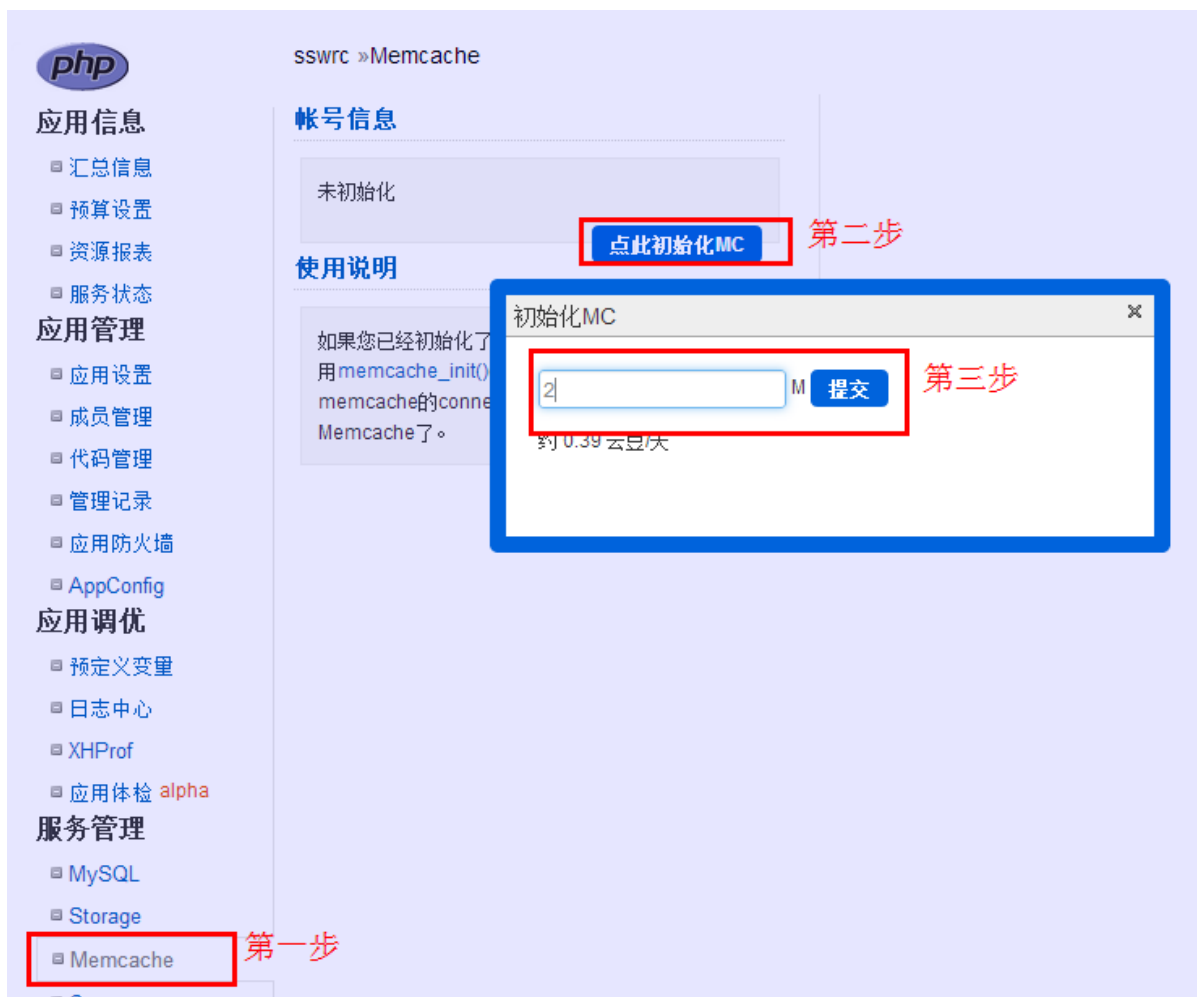 php
sswrc »Memcache
应用信息
汇总信息
预算设置
资源报表
服务状态
应用管理
应用设置
成员管理
代码管理
管理记录
应用防火墙
AppConfig
应用调优
预定义变量
日志中心
XHProf
应用体检 alpha
服务管理
MySQL
Storage
Memcache
第一步
帐号信息
未初始化
点此初始化MC
第二步
使用说明
如果您已经初始化了
用memcache_init()
memcache的conne
Memcache了。
初始化MC
×
2 M 提交
第三步
约 0.39 云豆/天